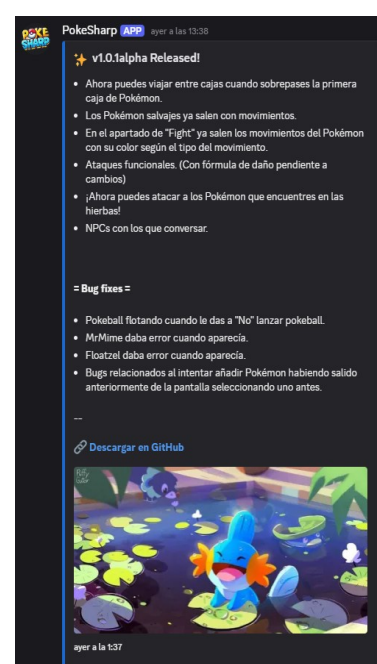 POKE
SHARP
PokeSharp APP ayer a las 13:38
✨ v1.0.1alpha Released!
• Ahora puedes viajar entre cajas cuando sobrepases la primera
caja de Pokémon.
• Los Pokémon salvajes ya salen con movimientos.
• En el apartado de "Fight" ya salen los movimientos del Pokémon
con su color según el tipo del movimiento.
• Ataques funcionales. (Con fórmula de daño pendiente a
cambios)
• ¡Ahora puedes atacar a los Pokémon que encuentres en las
hierbas!
• NPCs con los que conversar.
= Bug fixes =
• Pokeball flotando cuando le das a "No" lanzar pokeball.
• MrMime daba error cuando aparecía.
• Floatzel daba error cuando aparecía.
• Bugs relacionados al intentar añadir Pokémon habiendo salido
anteriormente de la pantalla seleccionando uno antes.
--
🔗 Descargar en GitHub
ayer a la 1:37